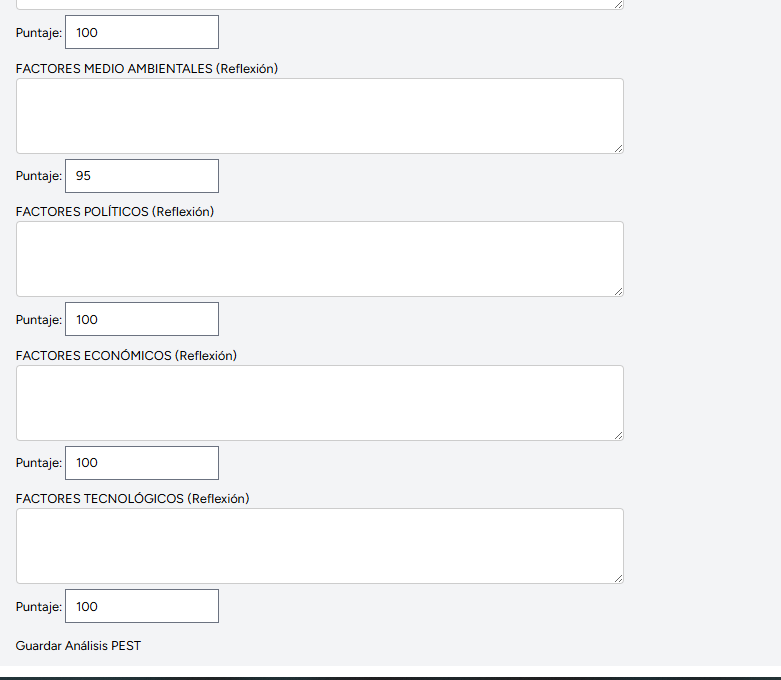 Puntaje: 100
FACTORES MEDIO AMBIENTALES (Reflexión)
Puntaje: 95
FACTORES POLÍTICOS (Reflexión)
Puntaje: 100
FACTORES ECONÓMICOS (Reflexión)
Puntaje: 100
FACTORES TECNOLÓGICOS (Reflexión)
Puntaje: 100
Guardar Análisis PEST